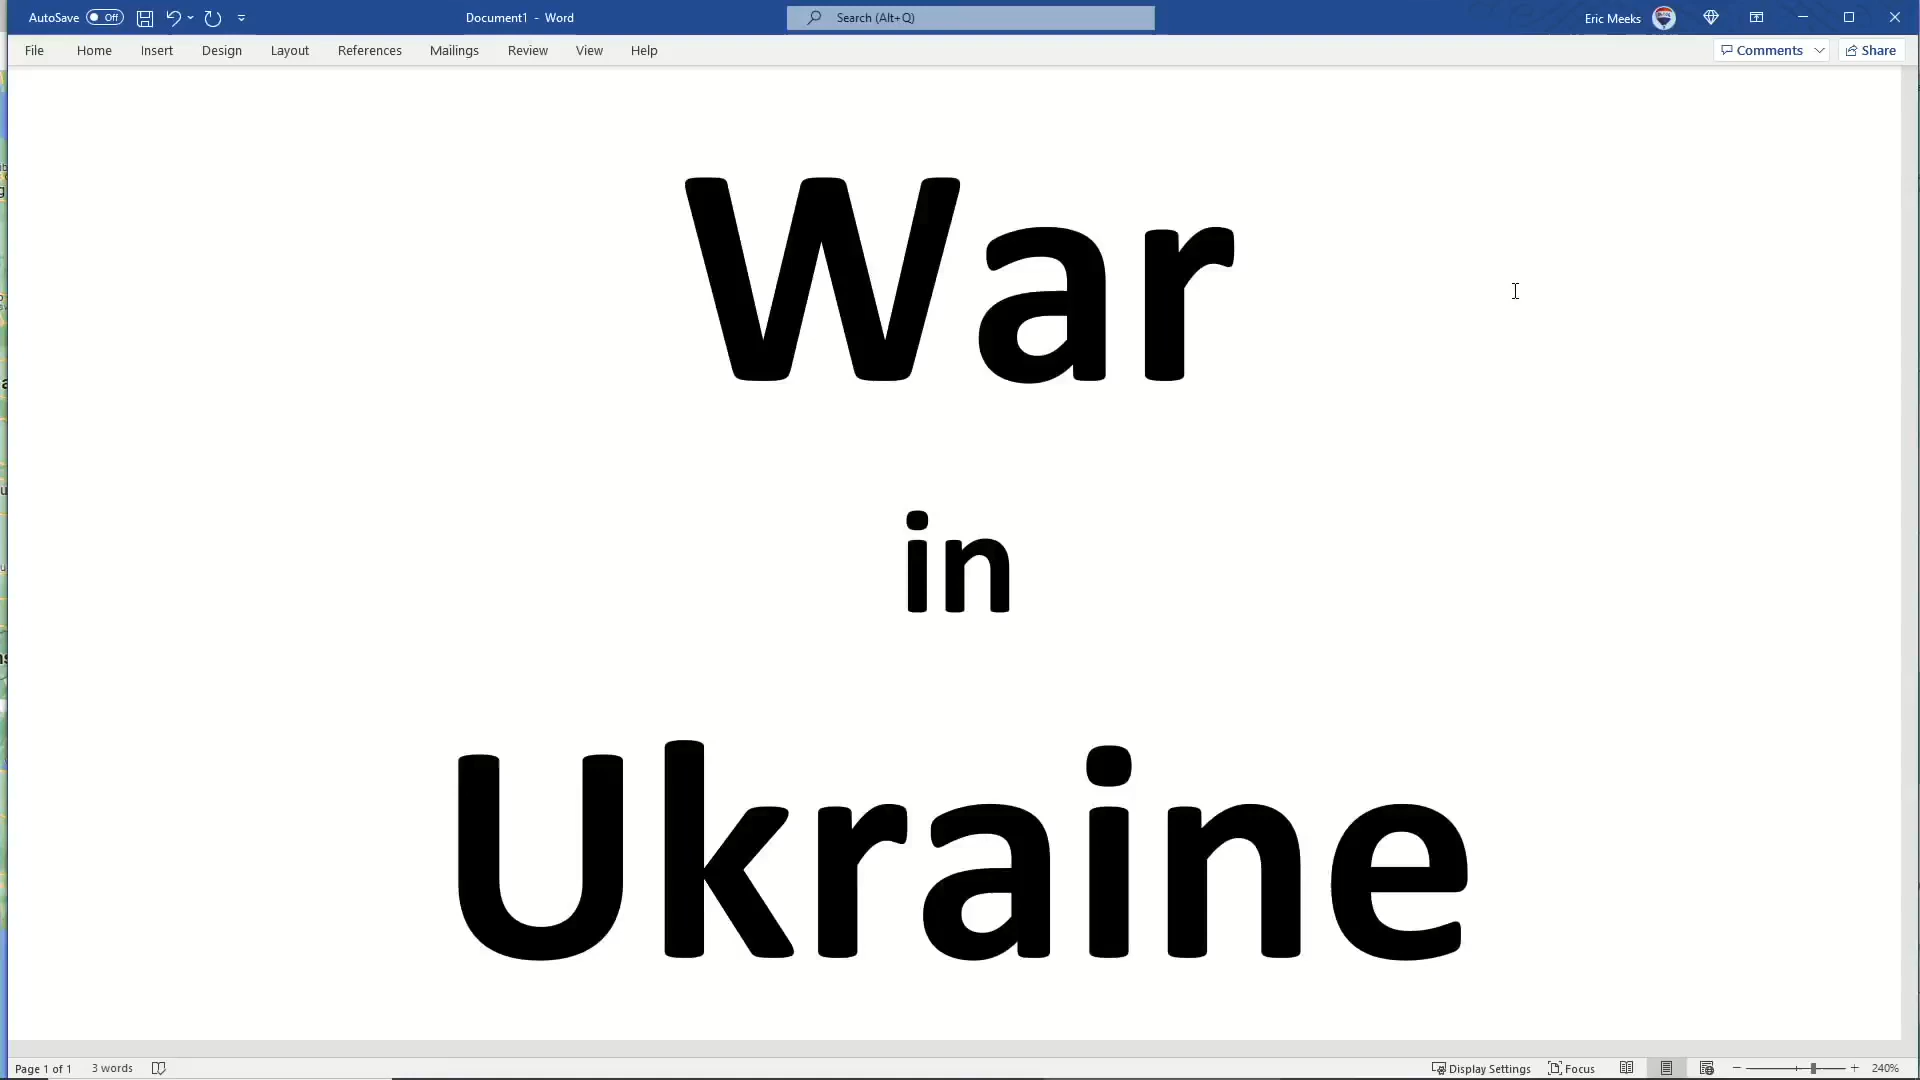 AutoSave Off Document1 - Word Search (Alt+Q) Eric Meeks
File Home Insert Design Layout References Mailings Review View Help Comments Share
War
in
Ukraine
Page 1 of 1 3 words Display Settings Focus 240%